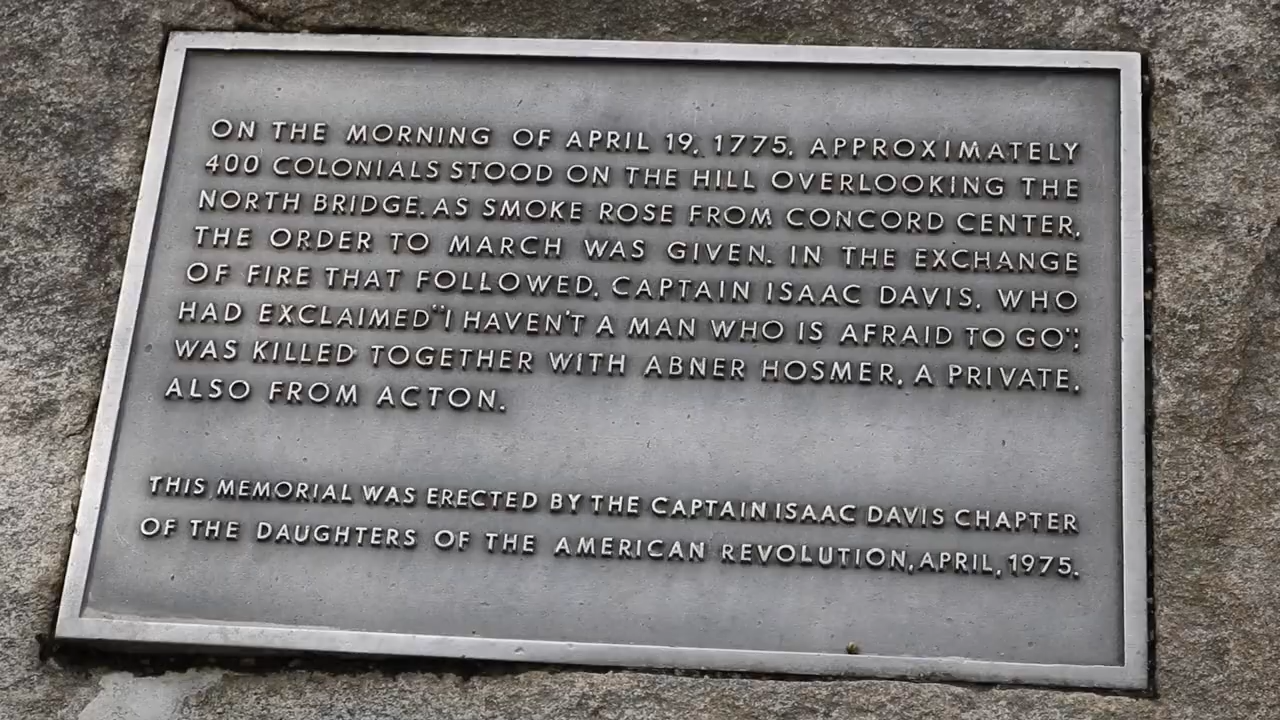 ON THE MORNING OF APRIL 19, 1775, APPROXIMATELY
400 COLONIALS STOOD ON THE HILL OVERLOOKING THE
NORTH BRIDGE. AS SMOKE ROSE FROM CONCORD CENTER,
THE ORDER TO MARCH WAS GIVEN. IN THE EXCHANGE
OF FIRE THAT FOLLOWED, CAPTAIN ISAAC DAVIS, WHO
HAD EXCLAIMED "I HAVEN'T A MAN WHO IS AFRAID TO GO",
WAS KILLED TOGETHER WITH ABNER HOSMER, A PRIVATE,
ALSO FROM ACTON.
THIS MEMORIAL WAS ERECTED BY THE CAPTAIN ISAAC DAVIS CHAPTER
OF THE DAUGHTERS OF THE AMERICAN REVOLUTION, APRIL, 1975.